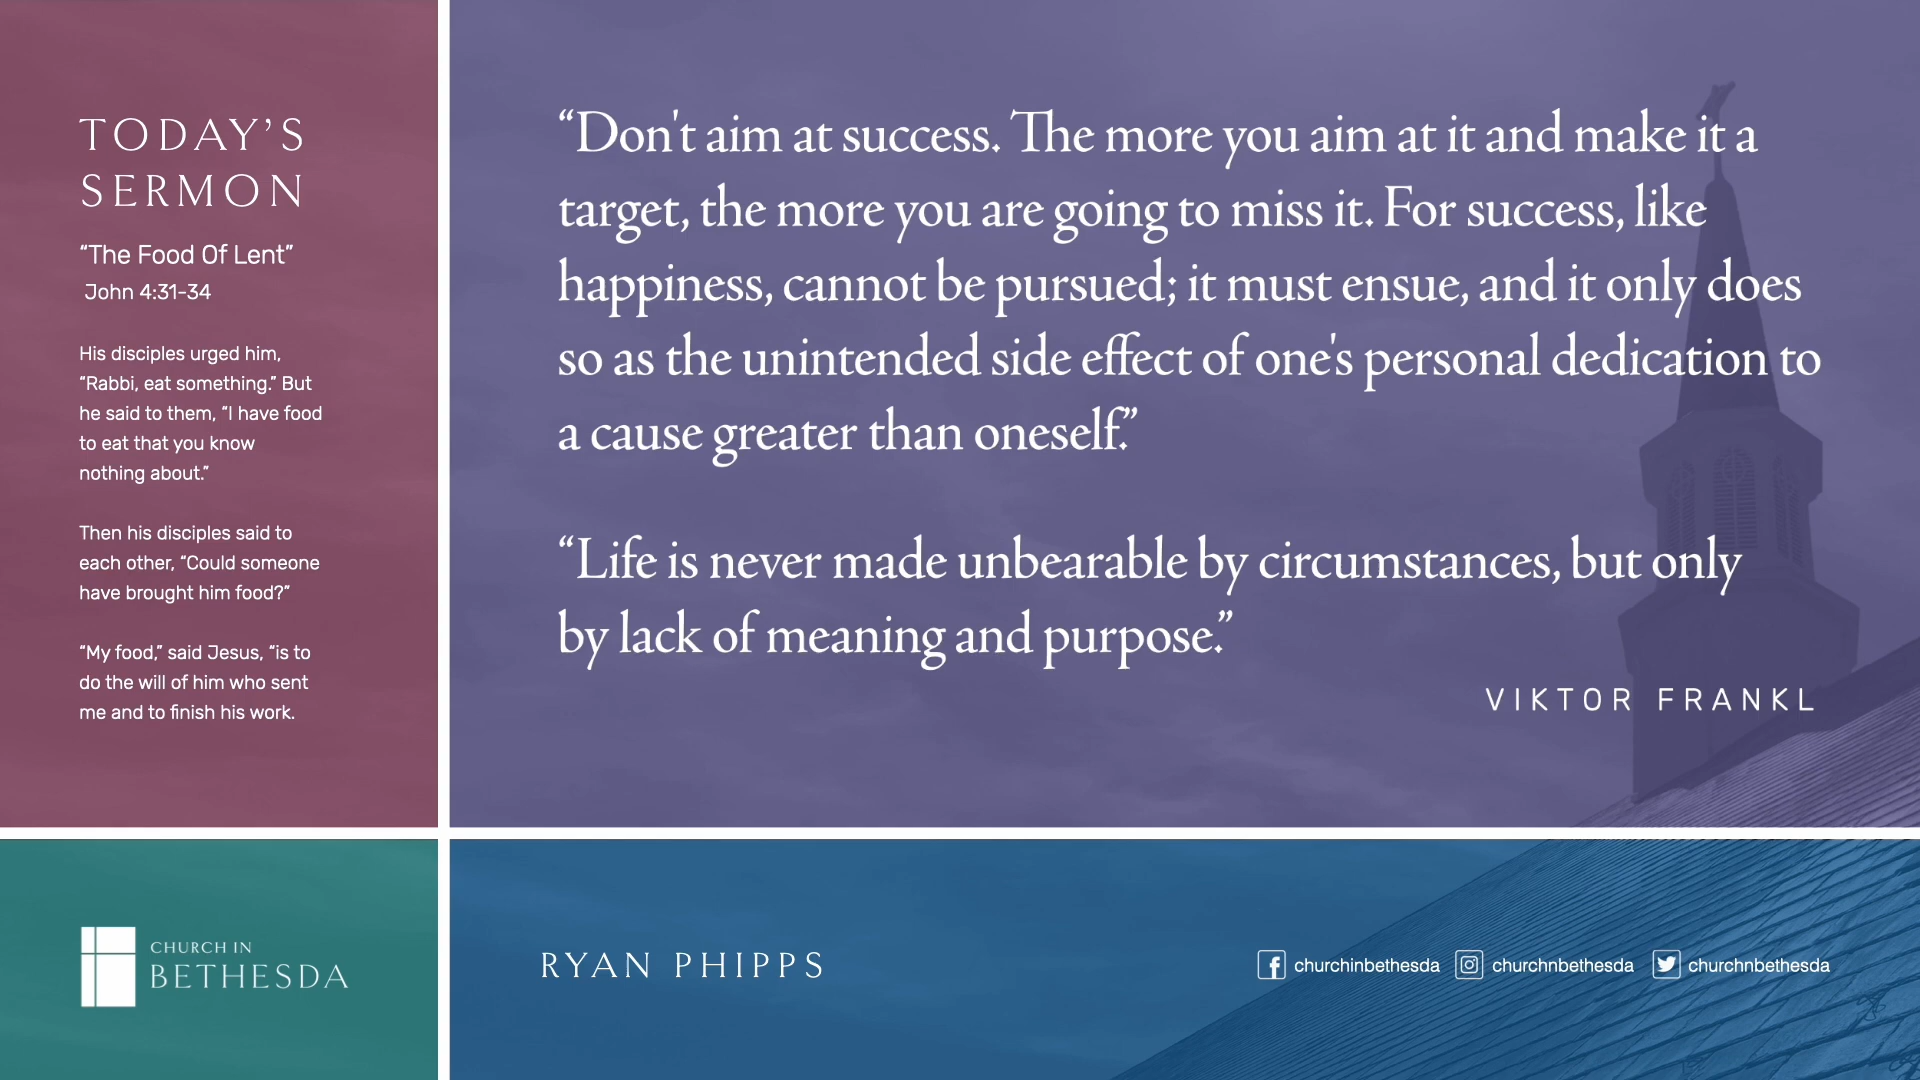 TODAY’S
SERMON
“The Food Of Lent”
John 4:31-34
His disciples urged him,
“Rabbi, eat something.” But
he said to them, “I have food
to eat that you know
nothing about.”
Then his disciples said to
each other, “Could someone
have brought him food?”
“My food,” said Jesus, “is to
do the will of him who sent
me and to finish his work.
“Don't aim at success. The more you aim at it and make it a
target, the more you are going to miss it. For success, like
happiness, cannot be pursued; it must ensue, and it only does
so as the unintended side effect of one's personal dedication to
a cause greater than oneself.”
“Life is never made unbearable by circumstances, but only
by lack of meaning and purpose.”
VIKTOR FRANKL
CHURCH IN
BETHESDA
RYAN PHIPPS
churchinbethesda churchnbethesda churchnbethesda